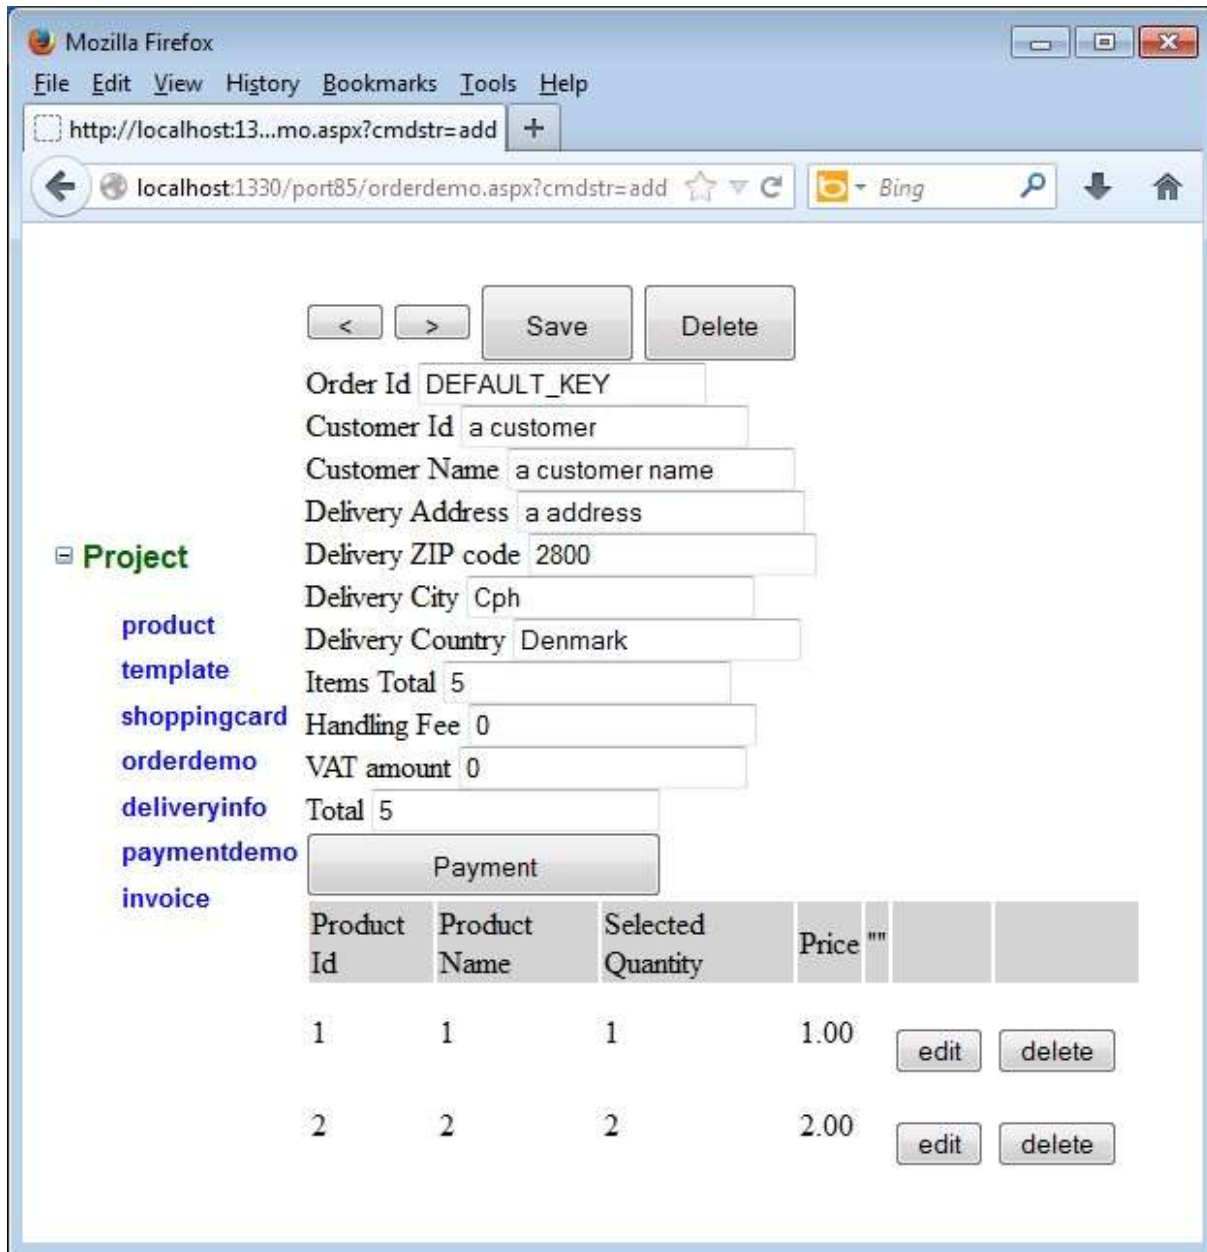 Mozilla Firefox
File Edit View History Bookmarks Tools Help
http://localhost:13...mo.aspx?cmdstr=add +
localhost:1330/port85/orderdemo.aspx?cmdstr=add Bing
< > Save Delete
Order Id DEFAULT_KEY
Customer Id a customer
Customer Name a customer name
Delivery Address a address
Delivery ZIP code 2800
Delivery City Cph
Delivery Country Denmark
Items Total 5
Handling Fee 0
VAT amount 0
Total 5
Payment
Project
product
template
shoppingcard
orderdemo
deliveryinfo
paymentdemo
invoice
Product Id Product Name Selected Quantity Price ""
1 1 1 1.00 edit delete
2 2 2 2.00 edit delete